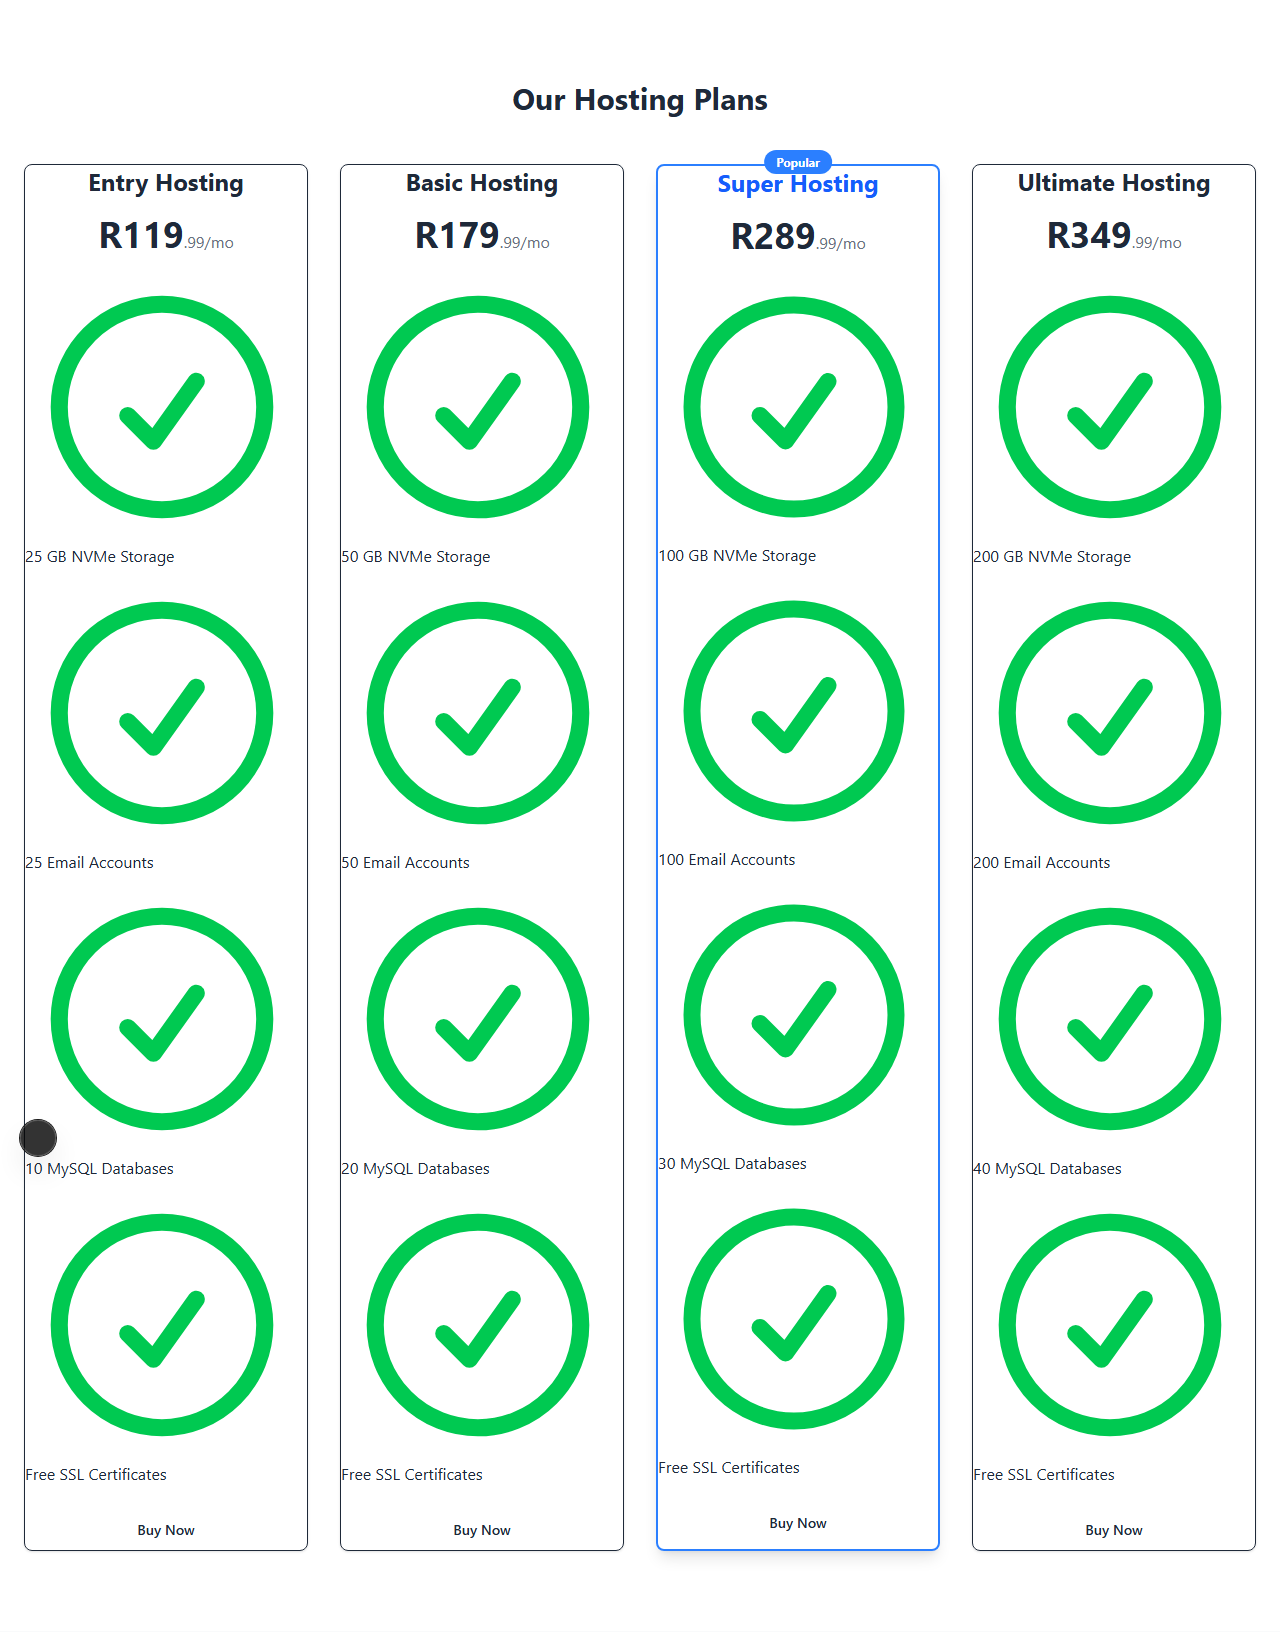 Our Hosting Plans
Entry Hosting
R119.99/mo
25 GB NVMe Storage
25 Email Accounts
10 MySQL Databases
Free SSL Certificates
Buy Now
Basic Hosting
R179.99/mo
50 GB NVMe Storage
50 Email Accounts
20 MySQL Databases
Free SSL Certificates
Buy Now
Popular
Super Hosting
R289.99/mo
100 GB NVMe Storage
100 Email Accounts
30 MySQL Databases
Free SSL Certificates
Buy Now
Ultimate Hosting
R349.99/mo
200 GB NVMe Storage
200 Email Accounts
40 MySQL Databases
Free SSL Certificates
Buy Now